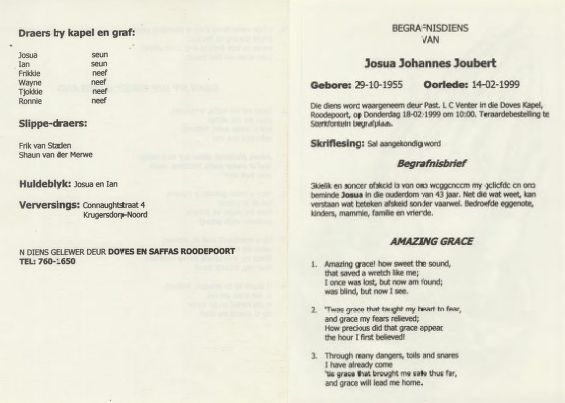 Draers by kapel en graf:
Josua seun
Ian seun
Frikkie neef
Wayne neef
Tjokkie neef
Ronnie neef
Slippe-draers:
Frik van Staden
Shaun van der Merwe
Huldeblyk: Josua en Ian
Verversings: Connaughtstraat 4
Krugersdorp-Noord
N DIENS GELEWER DEUR DOVES EN SAFFAS ROODEPOORT
TEL: 760-1650
BEGRAFNISDIENS
VAN
Josua Johannes Joubert
Gebore: 29-10-1955 Oorlede: 14-02-1999
Die diens word waargeneem deur Past. L C Venter in die Doves Kapel,
Roodepoort, op Donderdag 18-02-1999 om 10:00. Teraardebestelling te
Sterkfontein begrafplaas.
Skriflesing: Sal aangekondig word
Begrafnisbrief
Skielik en sonder afskeid is van ons weggeneem my geliefde en ons
beminde Josua in die ouderdom van 43 jaar. Net die wat weet, kan
verstaan wat beteken afskeid sonder vaarwel. Bedroefde eggenote,
kinders, mammie, familie en vriende.
AMAZING GRACE
1. Amazing grace! how sweet the sound,
that saved a wretch like me;
I once was lost, but now am found;
was blind, but now I see.
2. 'Twas grace that taught my heart to fear,
and grace my fears relieved;
How precious did that grace appear
the hour I first believed!
3. Through many dangers, toils and snares
I have already come
'tis grace that brought me safe thus far,
and grace will lead me home.